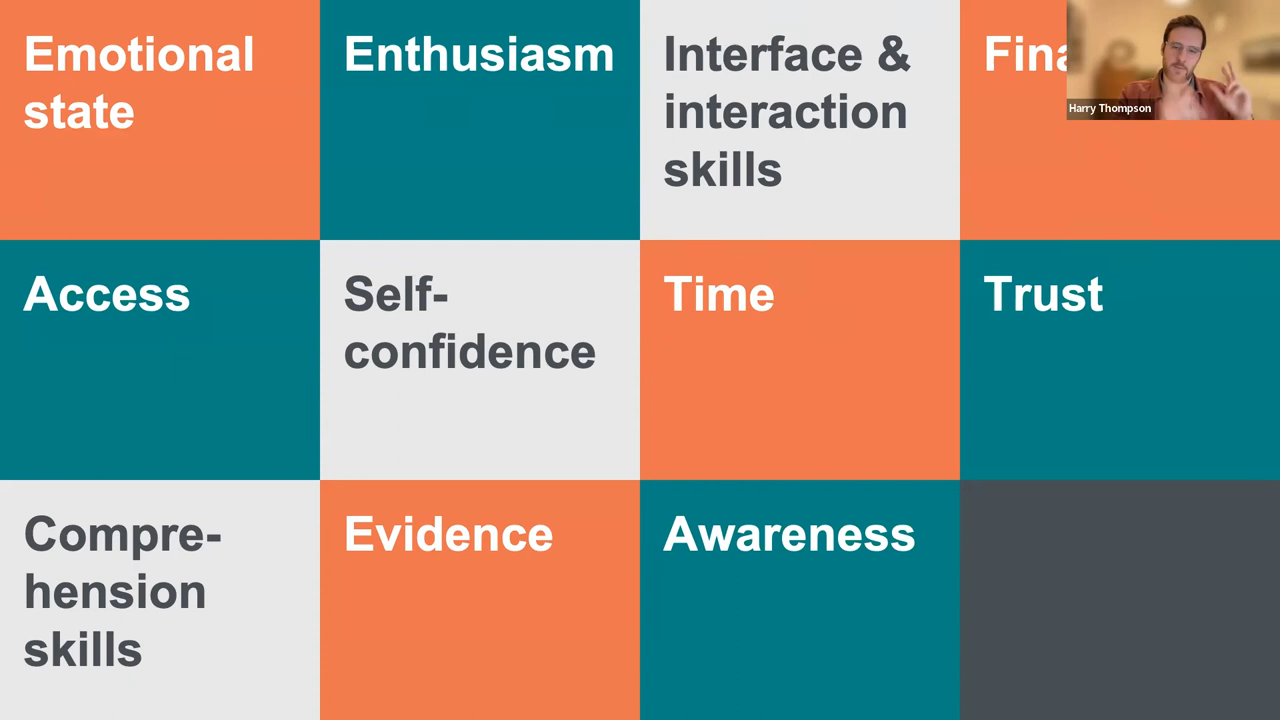 Emotional
state
Enthusiasm
Interface &
interaction
skills
Harry Thompson
Access
Self-
confidence
Time
Trust
Compre-
hension
skills
Evidence
Awareness